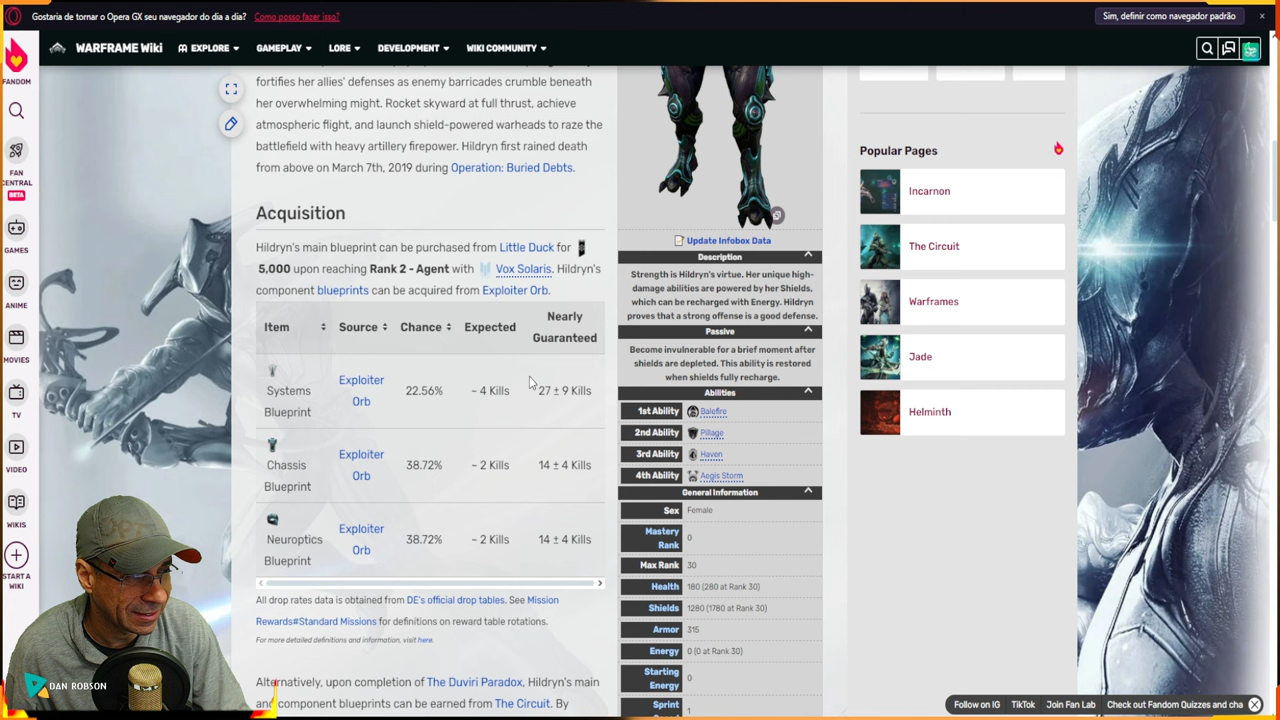 Gostaria de tornar o Opera GX seu navegador do dia a dia?
Como posso fazer isso?
Sim, definir como navegador padrão
WARFRAME Wiki
EXPLORE
GAMEPLAY
LORE
DEVELOPMENT
WIKI COMMUNITY
FANDOM
FAN CENTRAL
BETA
GAMES
ANIME
MOVIES
TV
VIDEO
WIKIS
START A WIKI
fortifies her allies' defenses as enemy barricades crumble beneath
her overwhelming might. Rocket skyward at full thrust, achieve
atmospheric flight, and launch shield-powered warheads to raze the
battlefield with heavy artillery firepower. Hildryn first rained death
from above on March 7th, 2019 during Operation: Buried Debts.
Acquisition
Hildryn's main blueprint can be purchased from Little Duck for
5,000 upon reaching Rank 2 - Agent with Vox Solaris. Hildryn's
component blueprints can be acquired from Exploiter Orb.
Item Source Chance Expected Nearly Guaranteed
Systems Blueprint Exploiter Orb 22.56% ~ 4 Kills 27 ± 9 Kills
Chassis Blueprint Exploiter Orb 38.72% ~ 2 Kills 14 ± 4 Kills
Neuroptics Blueprint Exploiter Orb 38.72% ~ 2 Kills 14 ± 4 Kills
All drop rates data is obtained from DE's official drop tables. See Mission
Rewards#Standard Missions for definitions on reward table rotations.
For more detailed definitions and information, visit here.
Alternatively, upon completion of The Duviri Paradox, Hildryn's main
and component blueprints can be earned from The Circuit. By
Update Infobox Data
Description
Strength is Hildryn's virtue. Her unique high-
damage abilities are powered by her Shields,
which can be recharged with Energy. Hildryn
proves that a strong offense is a good defense.
Passive
Become invulnerable for a brief moment after
shields are depleted. This ability is restored
when shields fully recharge.
Abilities
1st Ability Balefire
2nd Ability Pillage
3rd Ability Haven
4th Ability Aegis Storm
General Information
Sex Female
Mastery Rank 0
Max Rank 30
Health 180 (280 at Rank 30)
Shields 1280 (1780 at Rank 30)
Armor 315
Energy 0 (0 at Rank 30)
Starting Energy 0
Sprint 1
Popular Pages
Incarnon
The Circuit
Warframes
Jade
Helminth
DAN ROBSON
Follow on IG
TikTok
Join Fan Lab
Check out Fandom Quizzes and cha